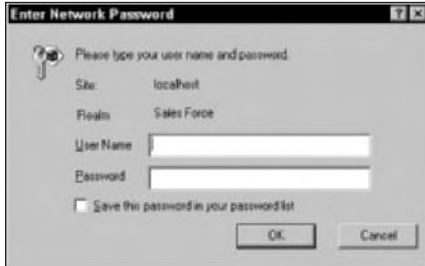 Enter Network Password
Please type your user name and password.
Site: localhost
Realm Sales Force
User Name
Password
Save this password in your password list
OK Cancel